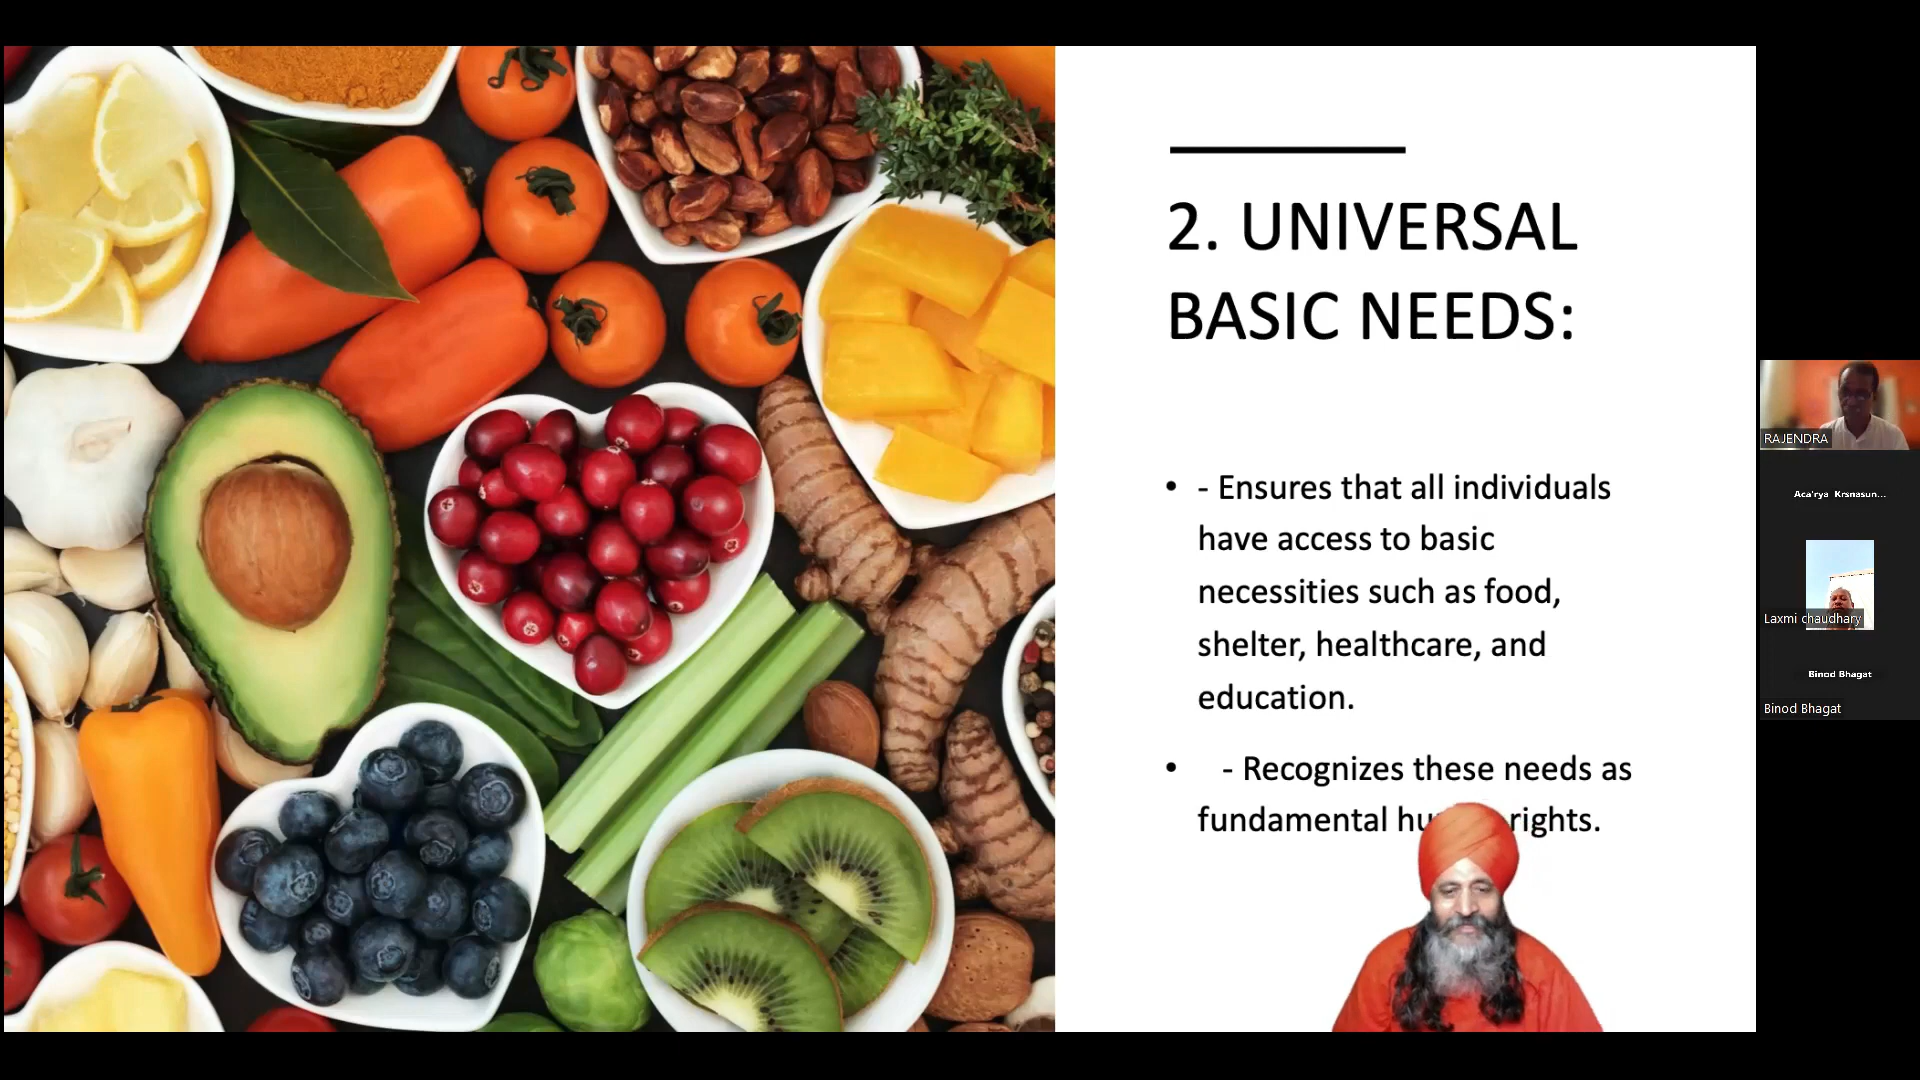 2. UNIVERSAL
BASIC NEEDS:
• - Ensures that all individuals
have access to basic
necessities such as food,
shelter, healthcare, and
education.
• - Recognizes these needs as
fundamental hu rights.
RAJENDRA
Aca'rya Krsnasun...
Laxmi chaudhary
Binod Bhagat
Binod Bhagat